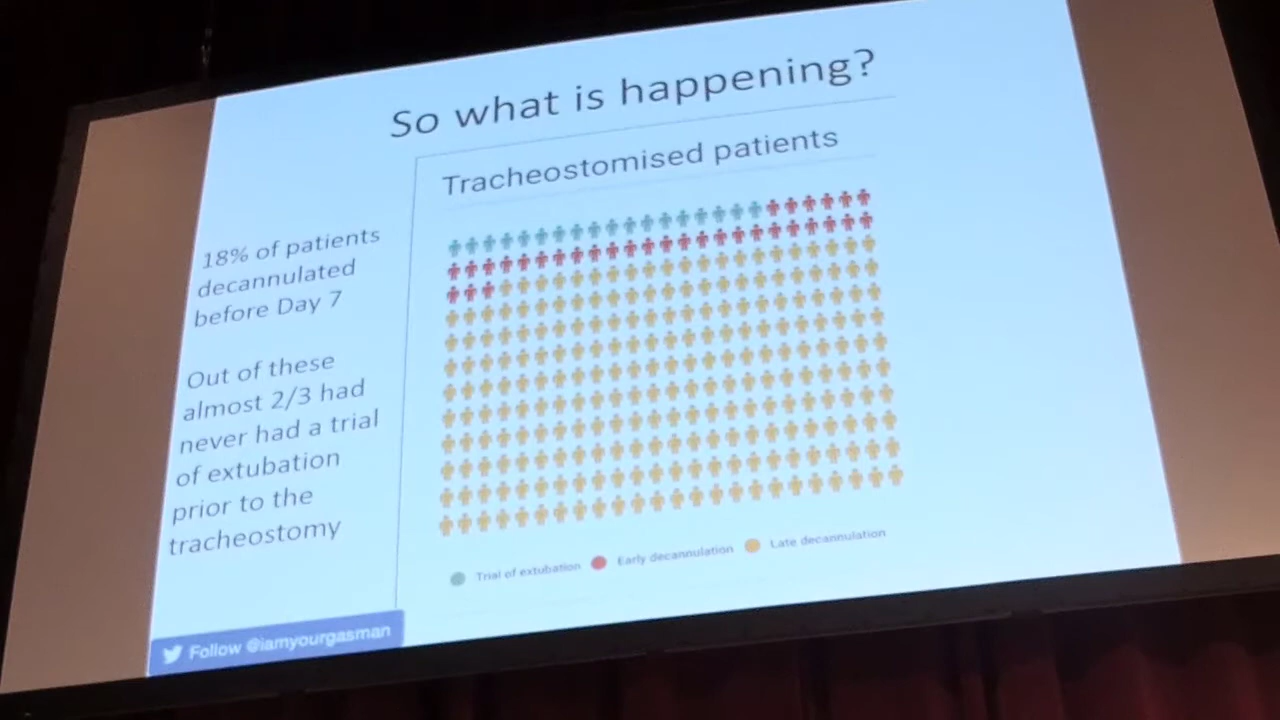 So what is happening?
Tracheostomised patients
18% of patients
decannulated
before Day 7
Out of these
almost 2/3 had
never had a trial
of extubation
prior to the
tracheostomy
Trial of extubation
Early decannulation
Late decannulation
Follow @iamyourgasman